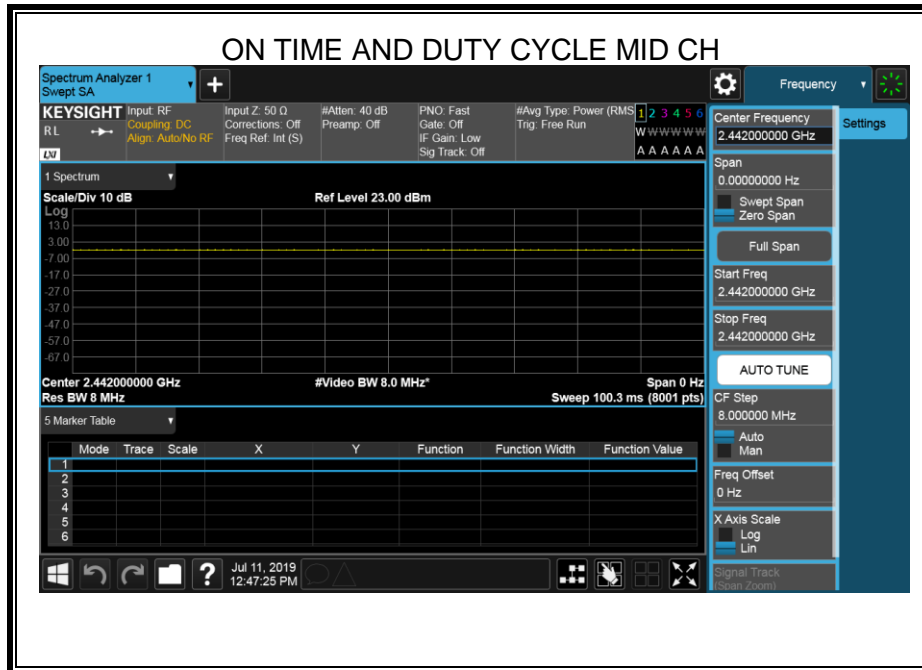 ON TIME AND DUTY CYCLE MID CH
Spectrum Analyzer 1
Swept SA
+
Frequency
KEYSIGHT
RL
LXI
Input: RF
Coupling: DC
Align: Auto/No RF
Input Z: 50 Ω
Corrections: Off
Freq Ref: Int (S)
#Atten: 40 dB
Preamp: Off
PNO: Fast
Gate: Off
IF Gain: Low
Sig Track: Off
#Avg Type: Power (RMS
Trig: Free Run
1 2 3 4 5 6
W W W W W W
A A A A A A
Center Frequency
2.442000000 GHz
Settings
Span
0.00000000 Hz
Swept Span
Zero Span
Full Span
Start Freq
2.442000000 GHz
Stop Freq
2.442000000 GHz
AUTO TUNE
CF Step
8.000000 MHz
Auto
Man
Freq Offset
0 Hz
X Axis Scale
Log
Lin
Signal Track
(Span Zoom)
1 Spectrum
Scale/Div 10 dB
Ref Level 23.00 dBm
Log
13.0
3.00
-7.00
-17.0
-27.0
-37.0
-47.0
-57.0
-67.0
Center 2.442000000 GHz #Video BW 8.0 MHz* Span 0 Hz
Res BW 8 MHz Sweep 100.3 ms (8001 pts)
5 Marker Table
Mode Trace Scale X Y Function Function Width Function Value
1
2
3
4
5
6
?
Jul 11, 2019
12:47:25 PM